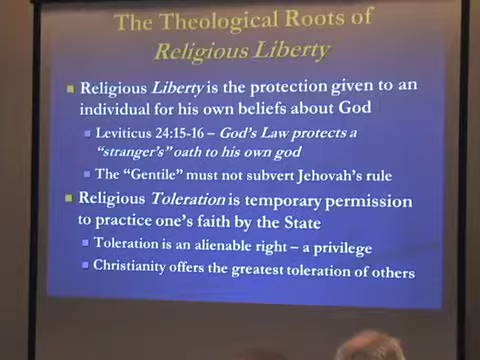 The Theological Roots of
Religious Liberty
Religious Liberty is the protection given to an
individual for his own beliefs about God
Leviticus 24:15-16 – God's Law protects a
"stranger's" oath to his own god
The "Gentile" must not subvert Jehovah's rule
Religious Toleration is temporary permission
to practice one's faith by the State
Toleration is an alienable right – a privilege
Christianity offers the greatest toleration of others